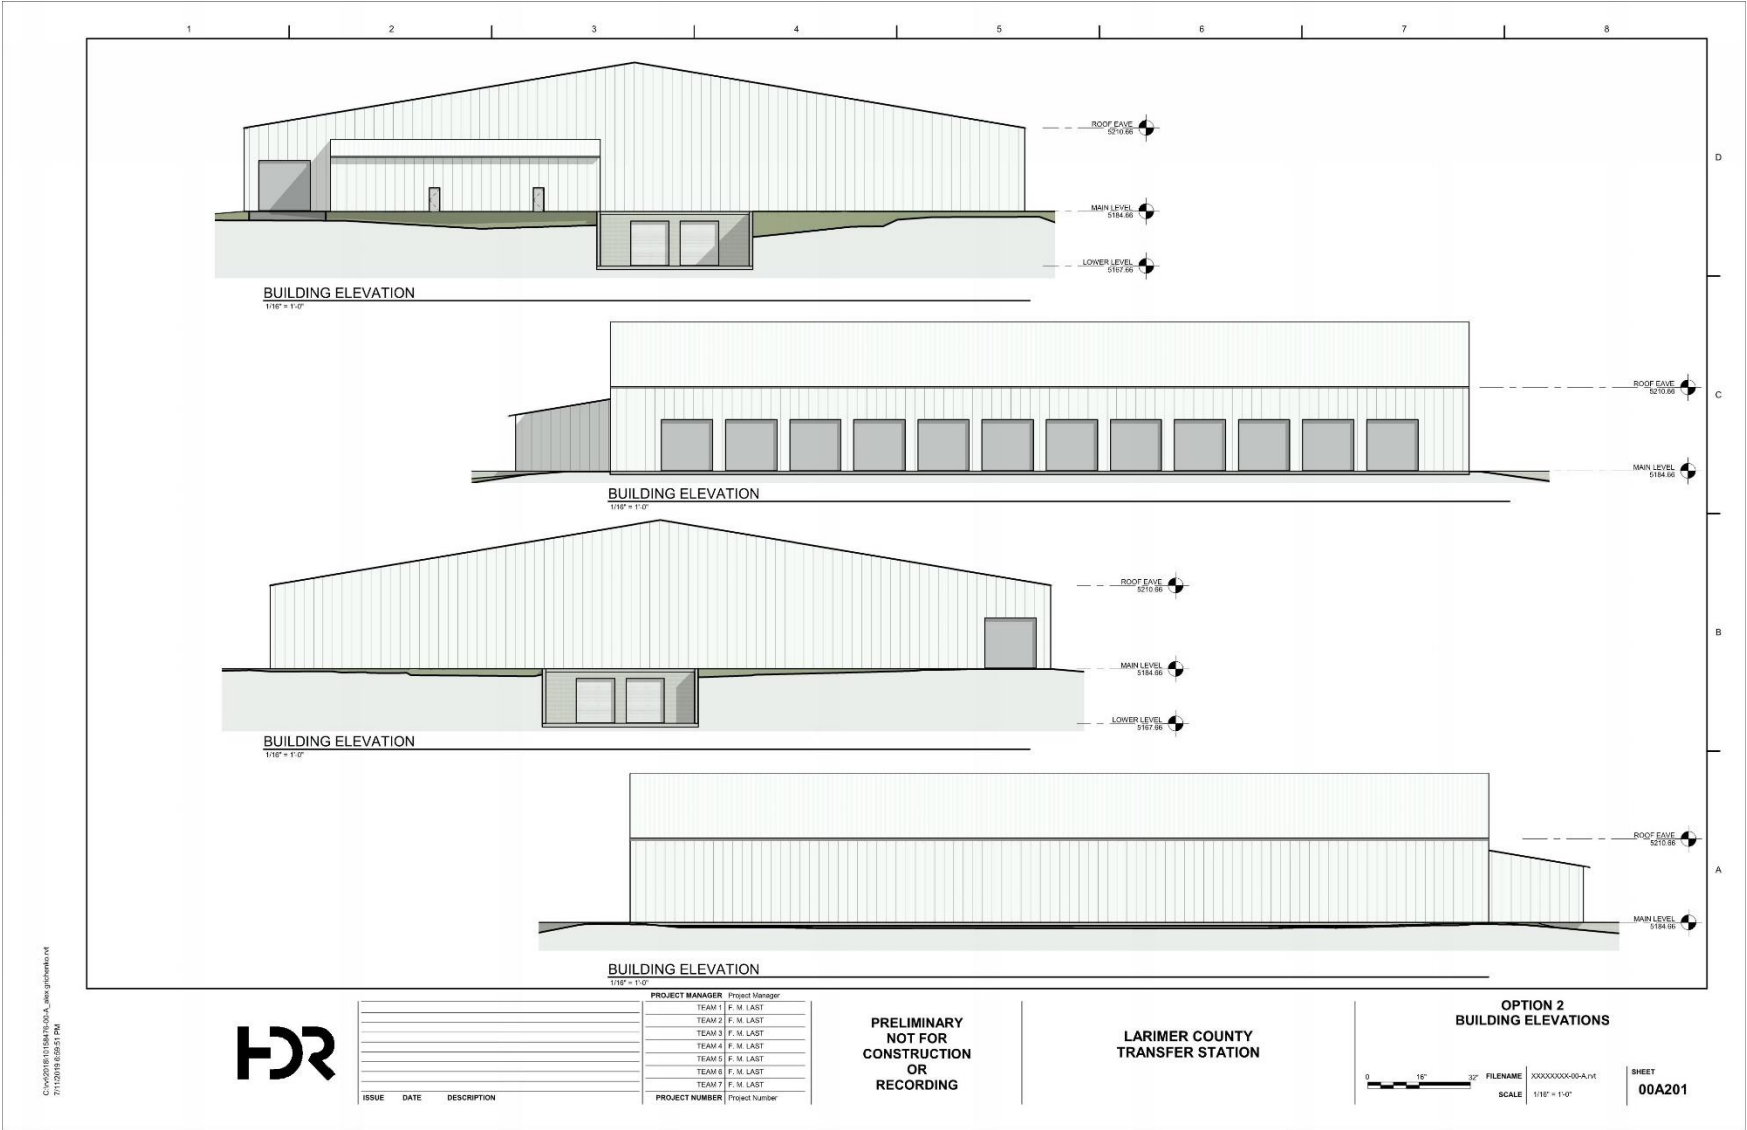 1 2 3 4 5 6 7 8
ROOF EAVE
5210.66
D
MAIN LEVEL
5184.66
LOWER LEVEL
5167.66
BUILDING ELEVATION
1/16" = 1'-0"
ROOF EAVE
5210.66
C
MAIN LEVEL
5184.66
BUILDING ELEVATION
1/16" = 1'-0"
ROOF EAVE
5210.66
B
MAIN LEVEL
5184.66
LOWER LEVEL
5167.66
BUILDING ELEVATION
1/16" = 1'-0"
ROOF EAVE
5210.66
A
MAIN LEVEL
5184.66
BUILDING ELEVATION
1/16" = 1'-0"
7/11/2019 6:59:51 PM
HDR
ISSUE DATE DESCRIPTION
PROJECT MANAGER Project Manager
TEAM 1 F. M. LAST
TEAM 2 F. M. LAST
TEAM 3 F. M. LAST
TEAM 4 F. M. LAST
TEAM 5 F. M. LAST
TEAM 6 F. M. LAST
TEAM 7 F. M. LAST
PROJECT NUMBER Project Number
PRELIMINARY
NOT FOR
CONSTRUCTION
OR
RECORDING
LARIMER COUNTY
TRANSFER STATION
OPTION 2
BUILDING ELEVATIONS
0 16" 32"
FILENAME XXXXXXXX-00-A.rvt
SCALE 1/16" = 1'-0"
SHEET
00A201